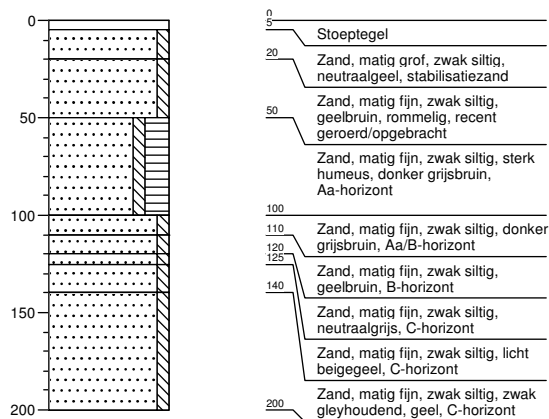 0
50
100
150
200
0
5
Stoeptegel
20
Zand, matig grof, zwak siltig,
neutraalgeel, stabilisatiezand
50
Zand, matig fijn, zwak siltig,
geelbruin, rommelig, recent
geroerd/opgebracht
Zand, matig fijn, zwak siltig, sterk
humeus, donker grijsbruin,
Aa-horizont
100
110
Zand, matig fijn, zwak siltig, donker
grijsbruin, Aa/B-horizont
120
125
Zand, matig fijn, zwak siltig,
geelbruin, B-horizont
140
Zand, matig fijn, zwak siltig,
neutraalgrijs, C-horizont
Zand, matig fijn, zwak siltig, licht
beigegeel, C-horizont
200
Zand, matig fijn, zwak siltig, zwak
gleyhoudend, geel, C-horizont